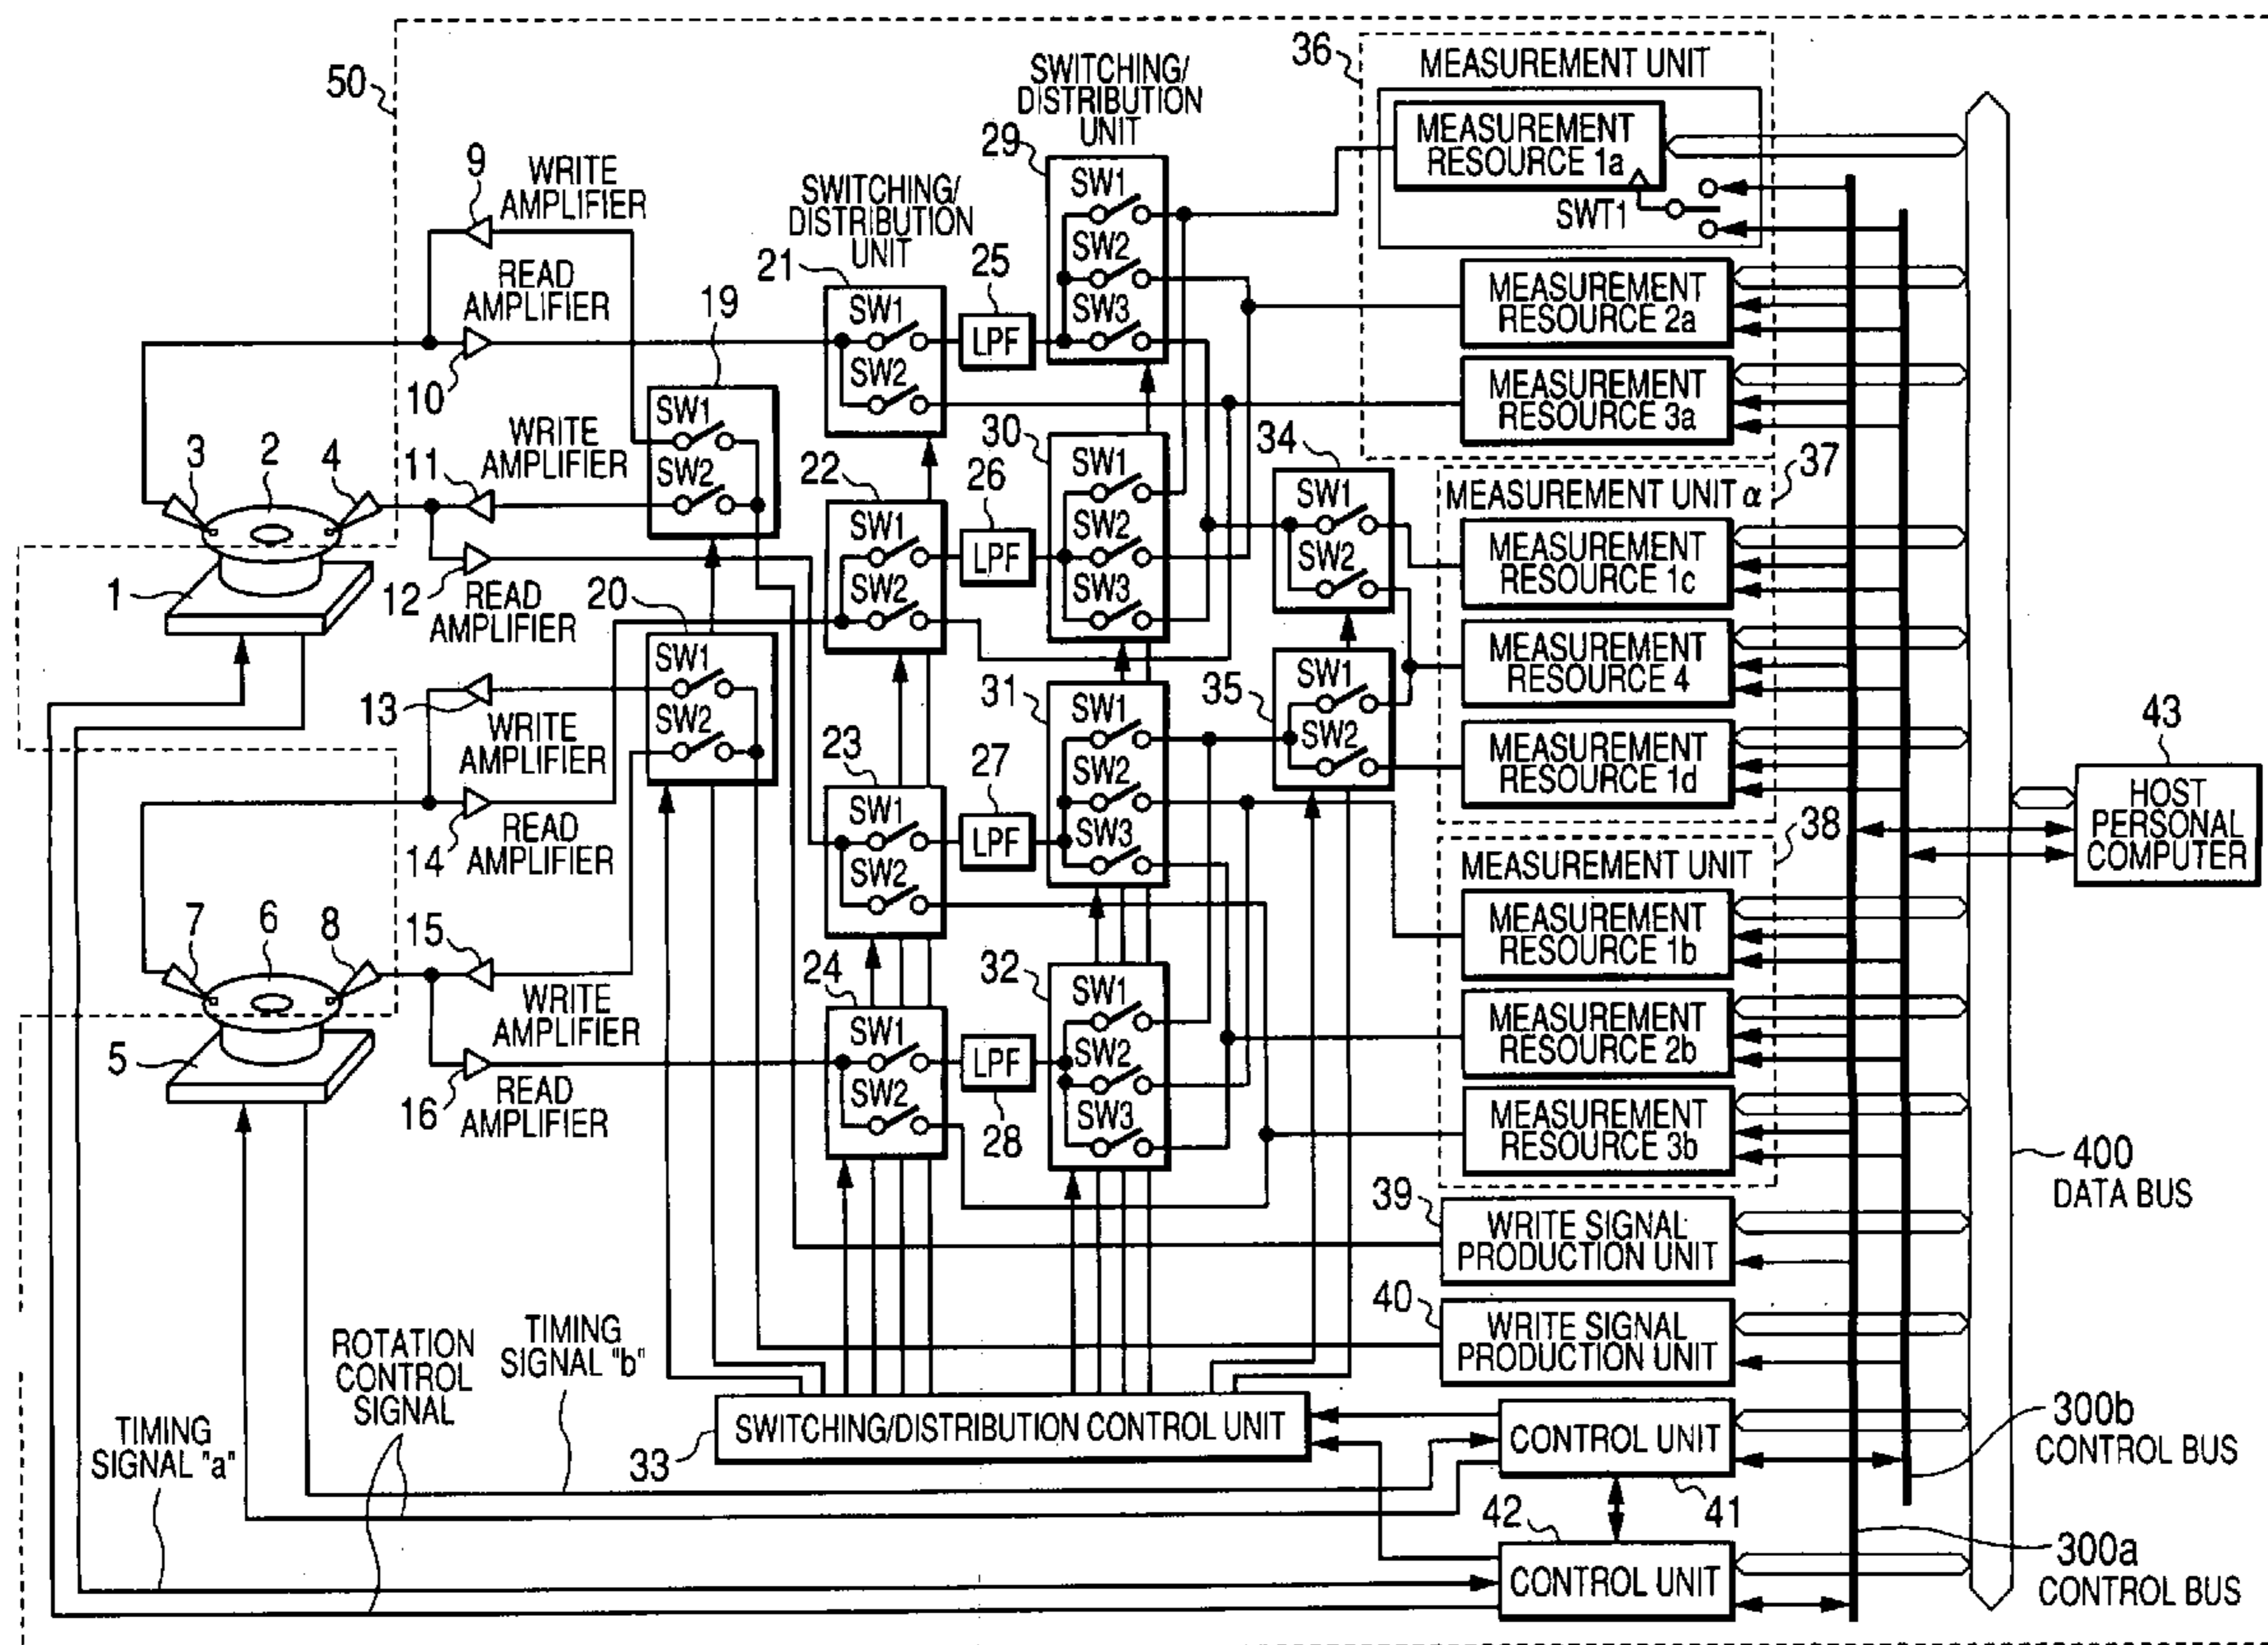 50
36
MEASUREMENT UNIT
MEASUREMENT
RESOURCE 1a
SWT1
SWITCHING/
DISTRIBUTION
UNIT
29
SW1
SW2
SW3
9
WRITE
AMPLIFIER
READ
AMPLIFIER
10
SWITCHING/
DISTRIBUTION
UNIT
21
SW1
SW2
25
LPF
MEASUREMENT
RESOURCE 2a
MEASUREMENT
RESOURCE 3a
19
SW1
SW2
3
2
4
11
WRITE
AMPLIFIER
22
SW1
SW2
26
LPF
30
SW1
SW2
SW3
34
SW1
SW2
37
MEASUREMENT UNIT α
MEASUREMENT
RESOURCE 1c
MEASUREMENT
RESOURCE 4
MEASUREMENT
RESOURCE 1d
1
12
READ
AMPLIFIER
20
SW1
SW2
13
WRITE
AMPLIFIER
14
READ
AMPLIFIER
23
SW1
SW2
27
LPF
31
SW1
SW2
SW3
35
SW1
SW2
43
HOST
PERSONAL
COMPUTER
38
MEASUREMENT UNIT
MEASUREMENT
RESOURCE 1b
MEASUREMENT
RESOURCE 2b
MEASUREMENT
RESOURCE 3b
7
6
8
15
WRITE
AMPLIFIER
5
16
READ
AMPLIFIER
24
SW1
SW2
LPF
28
32
SW1
SW2
SW3
400
DATA BUS
39
WRITE SIGNAL
PRODUCTION UNIT
40
WRITE SIGNAL
PRODUCTION UNIT
ROTATION
CONTROL
SIGNAL
TIMING
SIGNAL "b"
TIMING
SIGNAL "a"
SWITCHING/DISTRIBUTION CONTROL UNIT
33
CONTROL UNIT
41
42
CONTROL UNIT
300b
CONTROL BUS
300a
CONTROL BUS